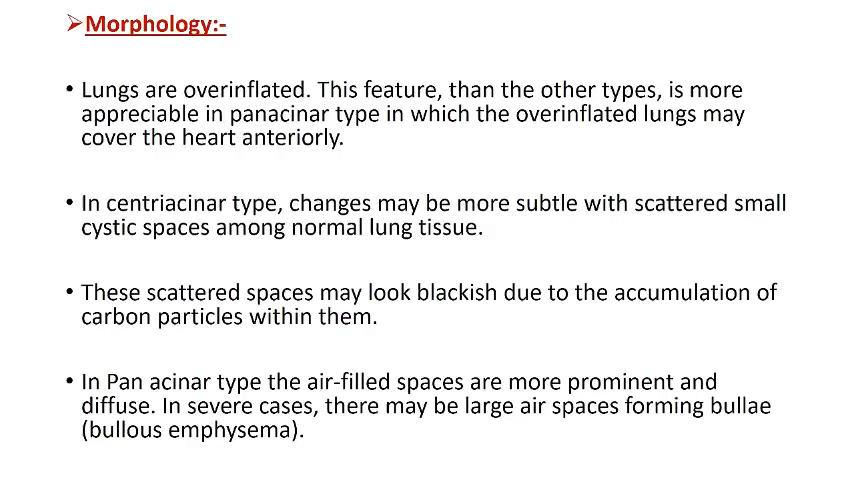 ➢Morphology:-
• Lungs are overinflated. This feature, than the other types, is more
appreciable in panacinar type in which the overinflated lungs may
cover the heart anteriorly.
• In centriacinar type, changes may be more subtle with scattered small
cystic spaces among normal lung tissue.
• These scattered spaces may look blackish due to the accumulation of
carbon particles within them.
• In Pan acinar type the air-filled spaces are more prominent and
diffuse. In severe cases, there may be large air spaces forming bullae
(bullous emphysema).